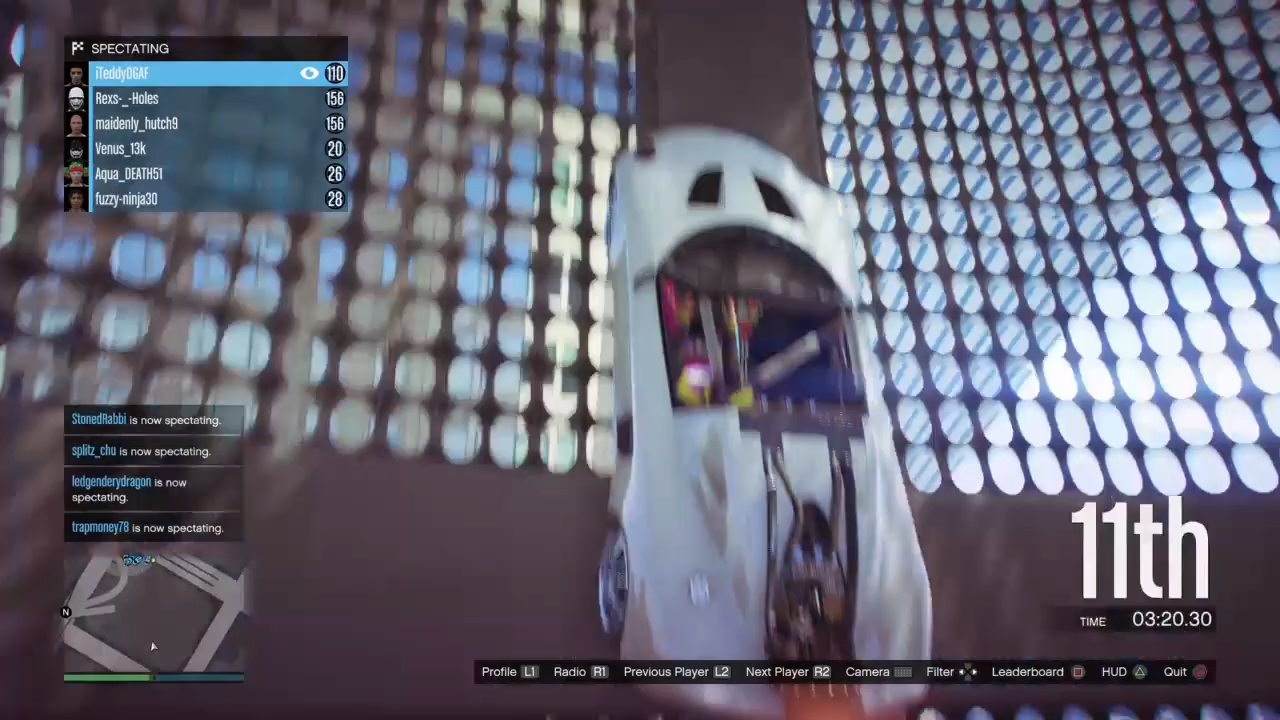 SPECTATING
iTeddyDGAF 110
Rexs-_-Holes 156
maidenly_hutch9 156
Venus_13k 20
Aqua_DEATH51 26
fuzzy-ninja30 28
StonedRabbi is now spectating.
splitz_chu is now spectating.
ledgenderydragon is now
spectating.
trapmoney78 is now spectating.
N
11th
TIME 03:20.30
Profile L1 Radio R1 Previous Player L2 Next Player R2 Camera Filter Leaderboard HUD Quit